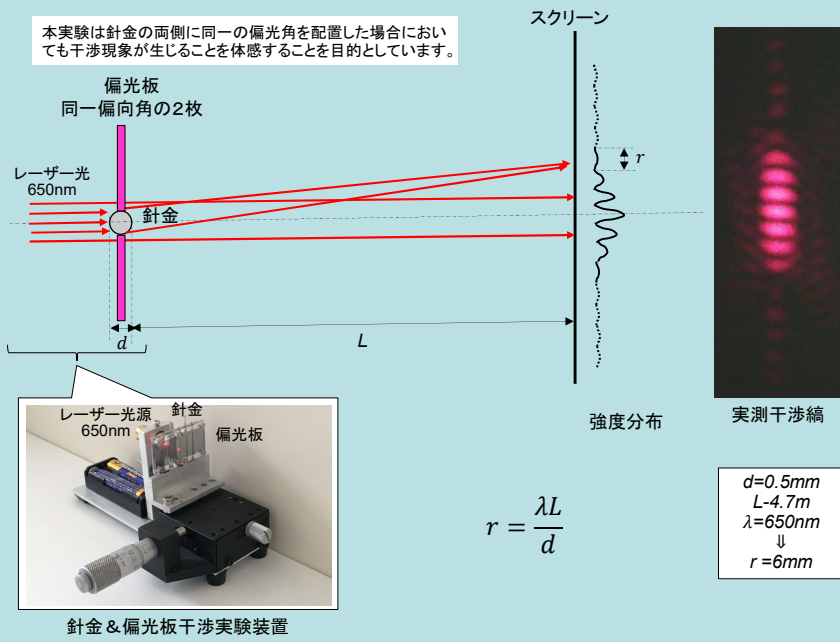 本実験は針金の両側に同一の偏光角を配置した場合におい
ても干渉現象が生じることを体感することを目的としています。
スクリーン
偏光板
同一偏向角の2枚
レーザー光
650nm
針金
r
d
L
レーザー光源
650nm
針金
偏光板
強度分布
実測干渉縞
r = λL/d
d=0.5mm
L-4.7m
λ=650nm
⇓
r =6mm
針金&偏光板干渉実験装置